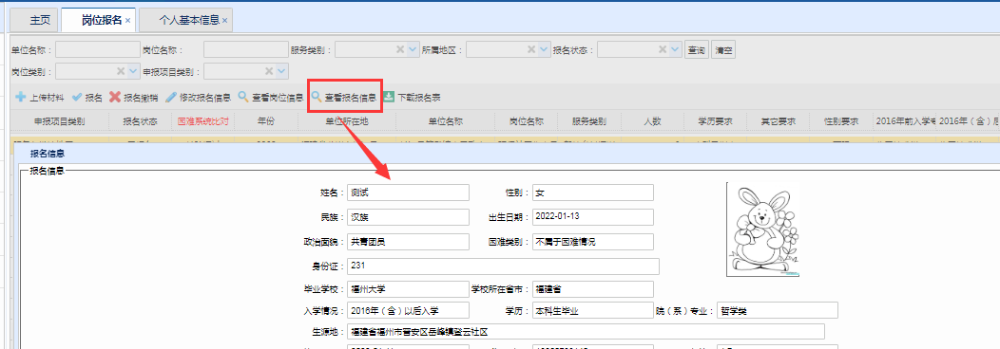 主页 岗位报名 × 个人基本信息 ×
单位名称： 岗位名称： 服务类别： 所属地区： 报名状态： 查询 清空
岗位类别： 申报项目类别：
上传材料 报名 报名撤销 修改报名信息 查看岗位信息 查看报名信息 下载报名表
申报项目类别 报名状态 困难系统比对 年份 单位所在地 单位名称 岗位名称 服务类别 人数 学历要求 其它要求 性别要求 2016年前入学专 2016年（含）后
报名信息
报名信息
姓名： 测试 性别： 女
民族： 汉族 出生日期： 2022-01-13
政治面貌： 共青团员 困难类别： 不属于困难情况
身份证： 231
毕业学校： 福州大学 学校所在省市： 福建省
入学情况： 2016年（含）以后入学 学历： 本科生毕业 院（系）专业： 哲学类
生源地： 福建省福州市晋安区岳峰镇登云社区